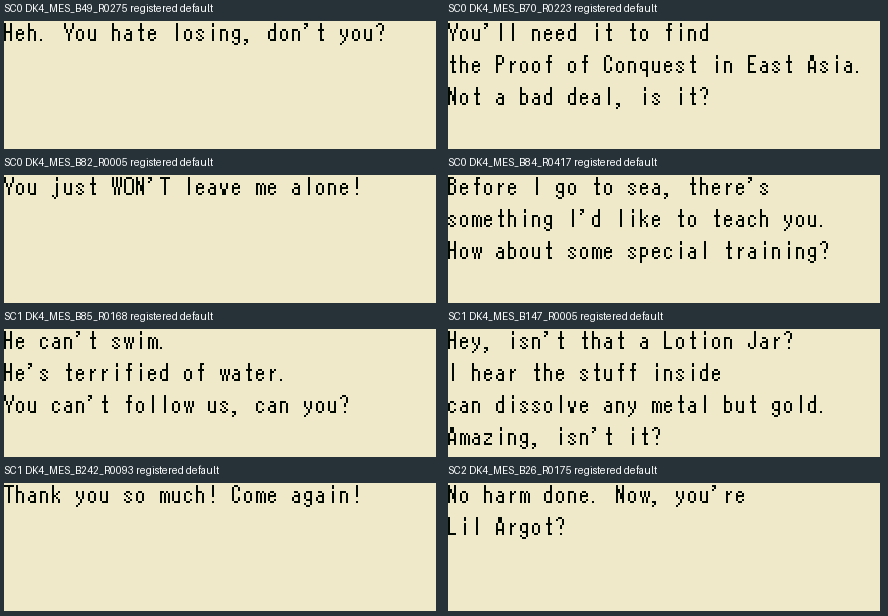 SC0 DK4_MES_B49_R0275 registered default
Heh. You hate losing, don't you?
SC0 DK4_MES_B70_R0223 registered default
You'll need it to find
the Proof of Conquest in East Asia.
Not a bad deal, is it?
SC0 DK4_MES_B82_R0005 registered default
You just WON'T leave me alone!
SC0 DK4_MES_B84_R0417 registered default
Before I go to sea, there's
something I'd like to teach you.
How about some special training?
SC1 DK4_MES_B85_R0168 registered default
He can't swim.
He's terrified of water.
You can't follow us, can you?
SC1 DK4_MES_B147_R0005 registered default
Hey, isn't that a Lotion Jar?
I hear the stuff inside
can dissolve any metal but gold.
Amazing, isn't it?
SC1 DK4_MES_B242_R0093 registered default
Thank you so much! Come again!
SC2 DK4_MES_B26_R0175 registered default
No harm done. Now, you're
Lil Argot?